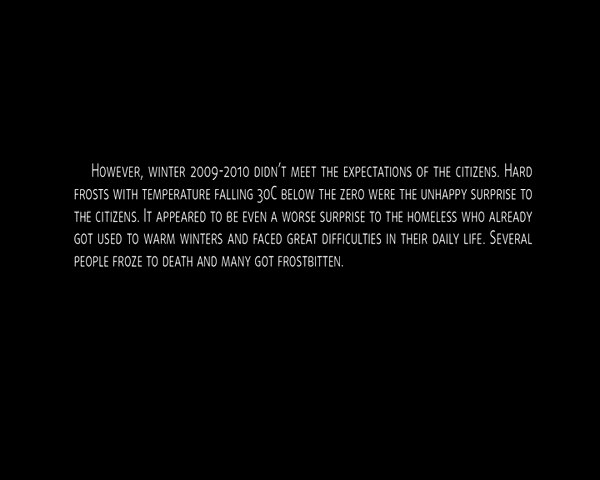 However, winter 2009-2010 didn't meet the expectations of the citizens. Hard
frosts with temperature falling 30C below the zero were the unhappy surprise to
the citizens. It appeared to be even a worse surprise to the homeless who already
got used to warm winters and faced great difficulties in their daily life. Several
people froze to death and many got frostbitten.